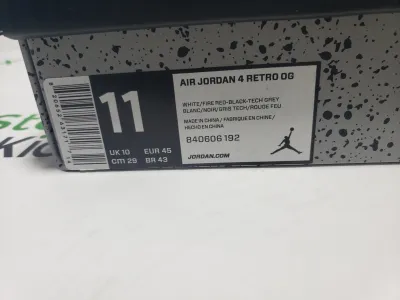 AIR JORDAN 4 RETRO OG
11
WHITE/FIRE RED-BLACK-TECH GREY
BLANC/NOIR/GRIS TECH/ROUGE FEU
MADE IN CHINA / FABRIQUE EN CHINE /
HECHO EN CHINA
840606 192
UK 10 EUR 45
CM 29 BR 43
JORDAN.COM